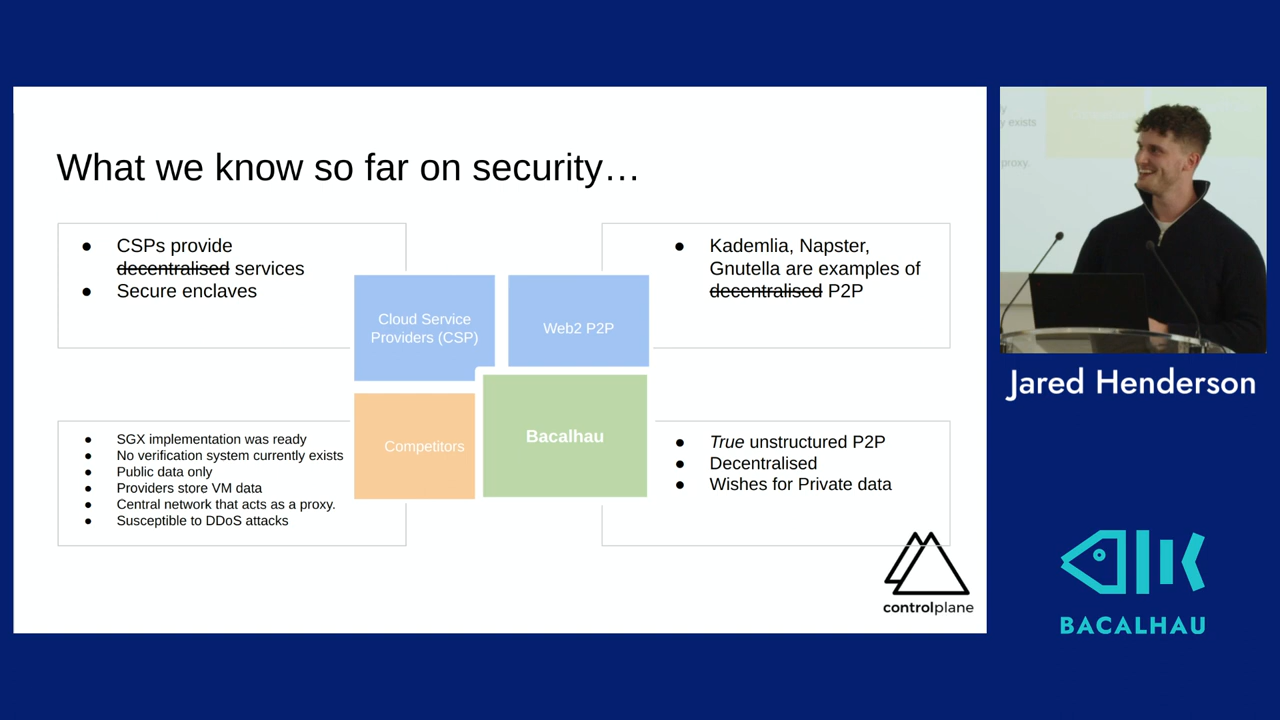 What we know so far on security…
● CSPs provide
decentralised services
● Secure enclaves
● Kademlia, Napster,
Gnutella are examples of
decentralised P2P
Cloud Service
Providers (CSP)
Web2 P2P
Competitors
Bacalhau
● SGX implementation was ready
● No verification system currently exists
● Public data only
● Providers store VM data
● Central network that acts as a proxy.
● Susceptible to DDoS attacks
● True unstructured P2P
● Decentralised
● Wishes for Private data
controlplane
y exists
proxy.
Jared Henderson
BACALHAU